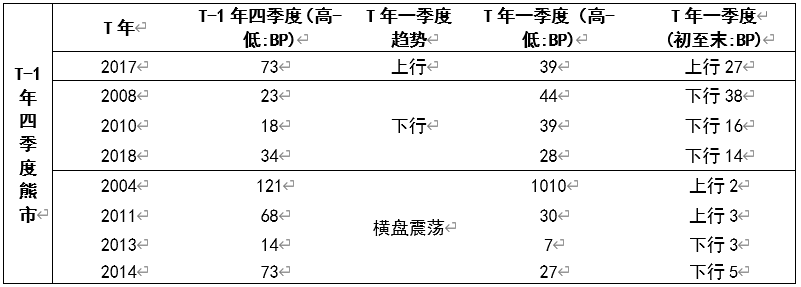 T-1年四季度熊市
T 年 T-1 年四季度(高-低:BP) T 年一季度趋势 T 年一季度（高-低:BP) T 年一季度(初至末:BP)
2017 73 上行 39 上行 27
2008 23 下行 44 下行 38
2010 18 39 下行 16
2018 34 28 下行 14
2004 121 横盘震荡 1010 上行 2
2011 68 30 上行 3
2013 14 7 下行 3
2014 73 27 下行 5